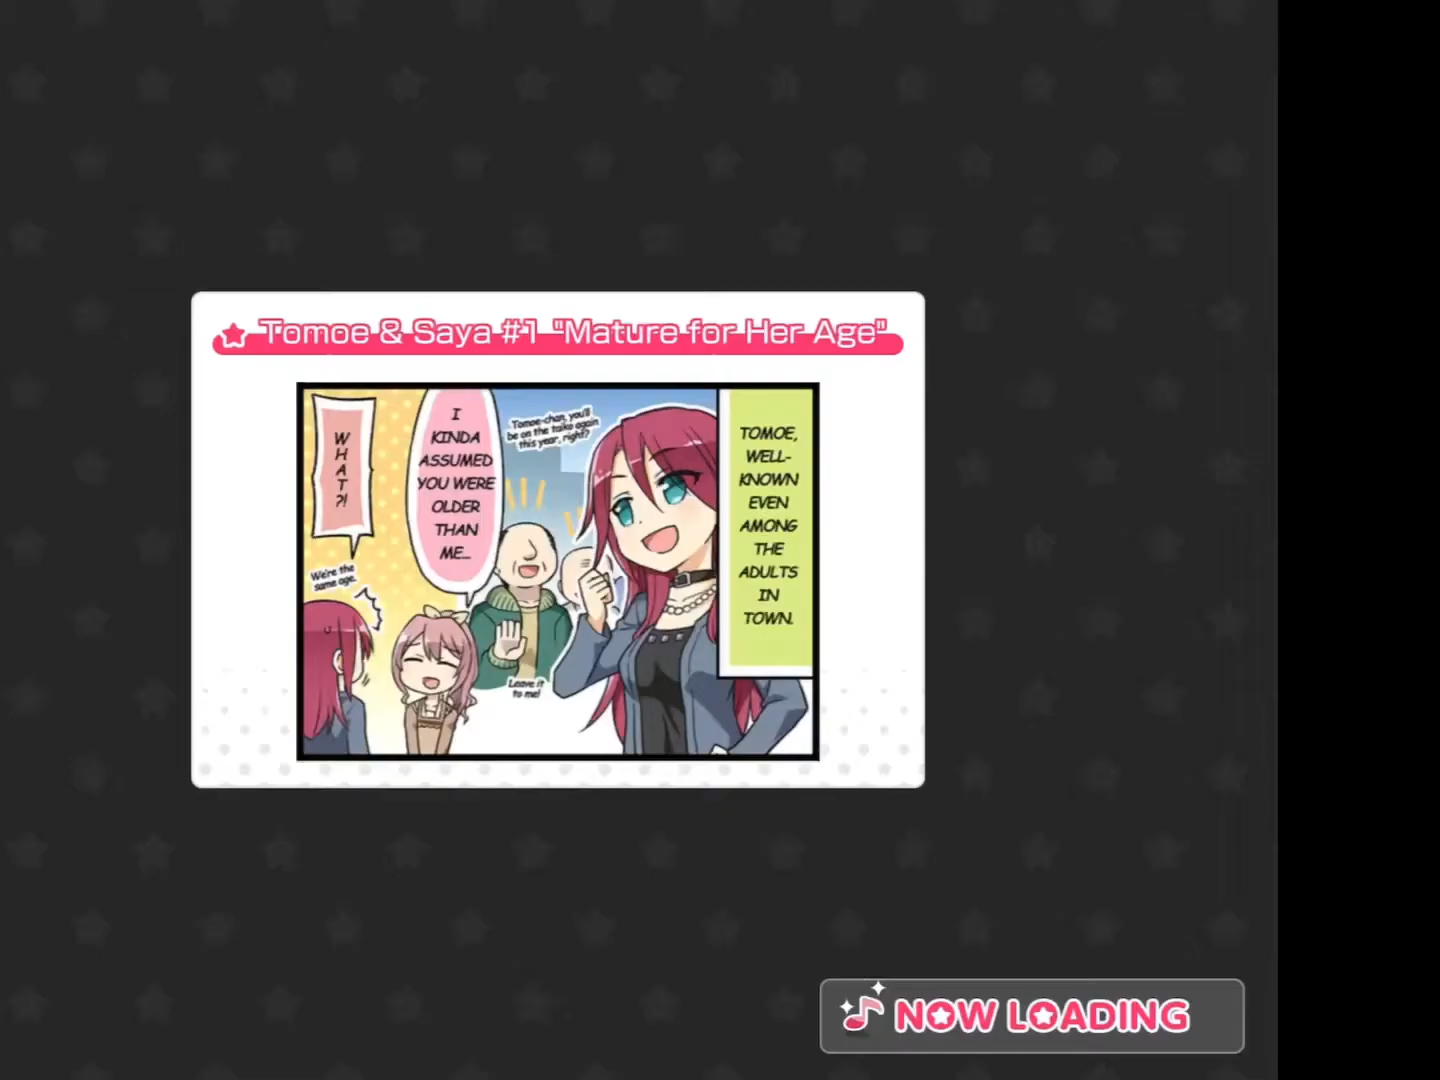 Tomoe & Saya #1 "Mature for Her Age"
TOMOE,
WELL-
KNOWN
EVEN
AMONG
THE
ADULTS
IN
TOWN.
Tomoe-chan, you'll
be on the taiko again
this year, right?
Leave it
to me!
I
KINDA
ASSUMED
YOU WERE
OLDER
THAN
ME...
WHAT?!
We're the
same age.
NOW LOADING